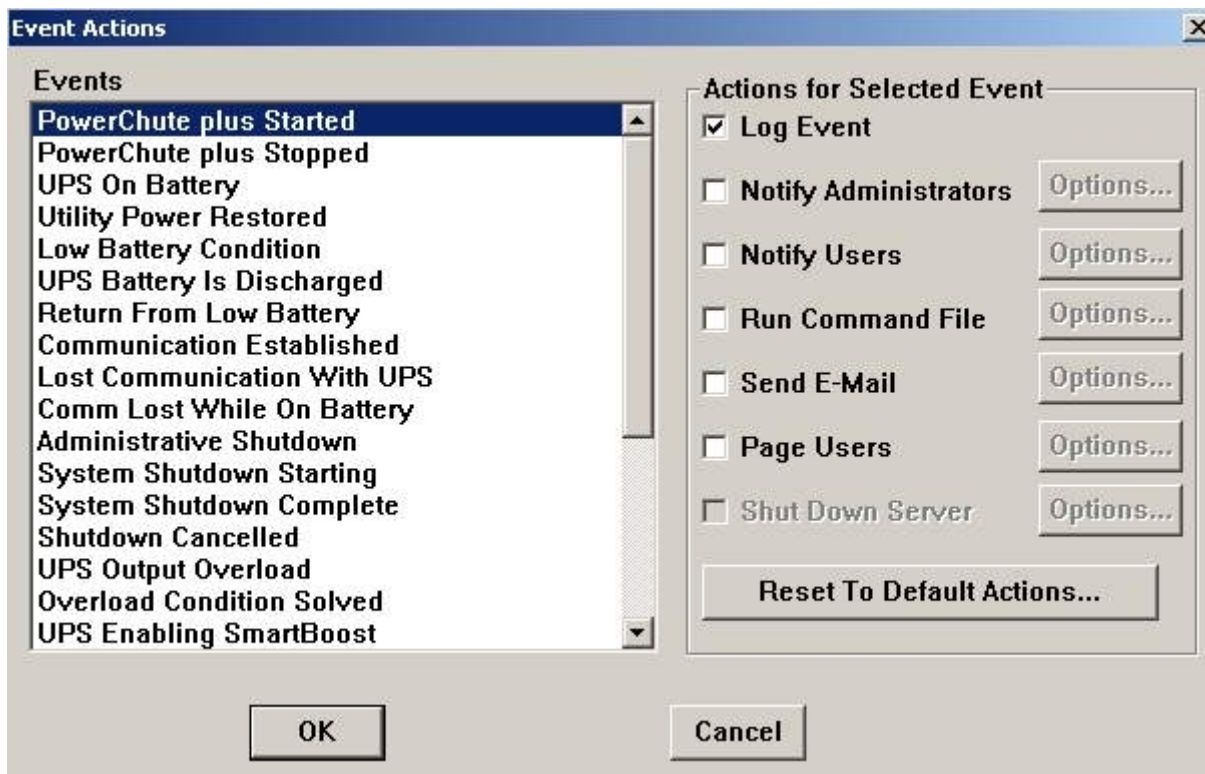 Event Actions
Events
PowerChute plus Started
PowerChute plus Stopped
UPS On Battery
Utility Power Restored
Low Battery Condition
UPS Battery Is Discharged
Return From Low Battery
Communication Established
Lost Communication With UPS
Comm Lost While On Battery
Administrative Shutdown
System Shutdown Starting
System Shutdown Complete
Shutdown Cancelled
UPS Output Overload
Overload Condition Solved
UPS Enabling SmartBoost
Actions for Selected Event
Log Event
Notify Administrators Options...
Notify Users Options...
Run Command File Options...
Send E-Mail Options...
Page Users Options...
Shut Down Server Options...
Reset To Default Actions...
OK Cancel